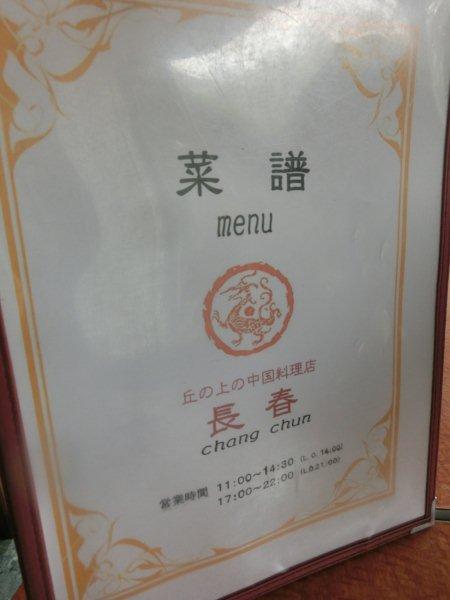 菜譜
menu
丘の上の中国料理店
長春
chang chun
営業時間 11:00〜14:30 (L.O.14:00)
17:00〜22:00 (L.O.21:00)